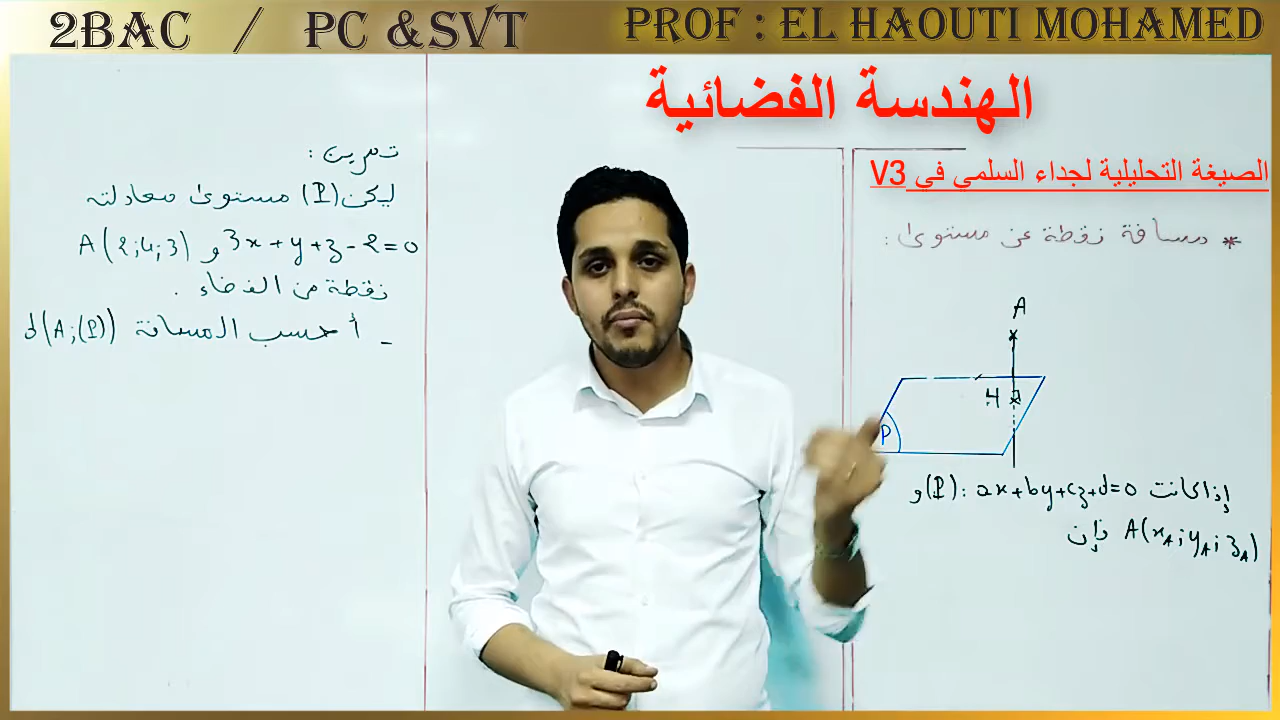 2BAC / PC &SVT
PROF : EL HAOUTI MOHAMED
الهندسة الفضائية
الصيغة التحليلية لجداء السلمي في V3
* مسافة نقطة عن مستوى :
A
H
P
إذا كانت (P) : ax+by+cz+d=0 و
A(xA; yA; zA) فإن
تمرين :
ليكن (P) مستوى معادلته
3x+y+z-2=0 و A(2;4;3)
نقطة من الفضاء .
- أحسب المسافة d(A;(P))